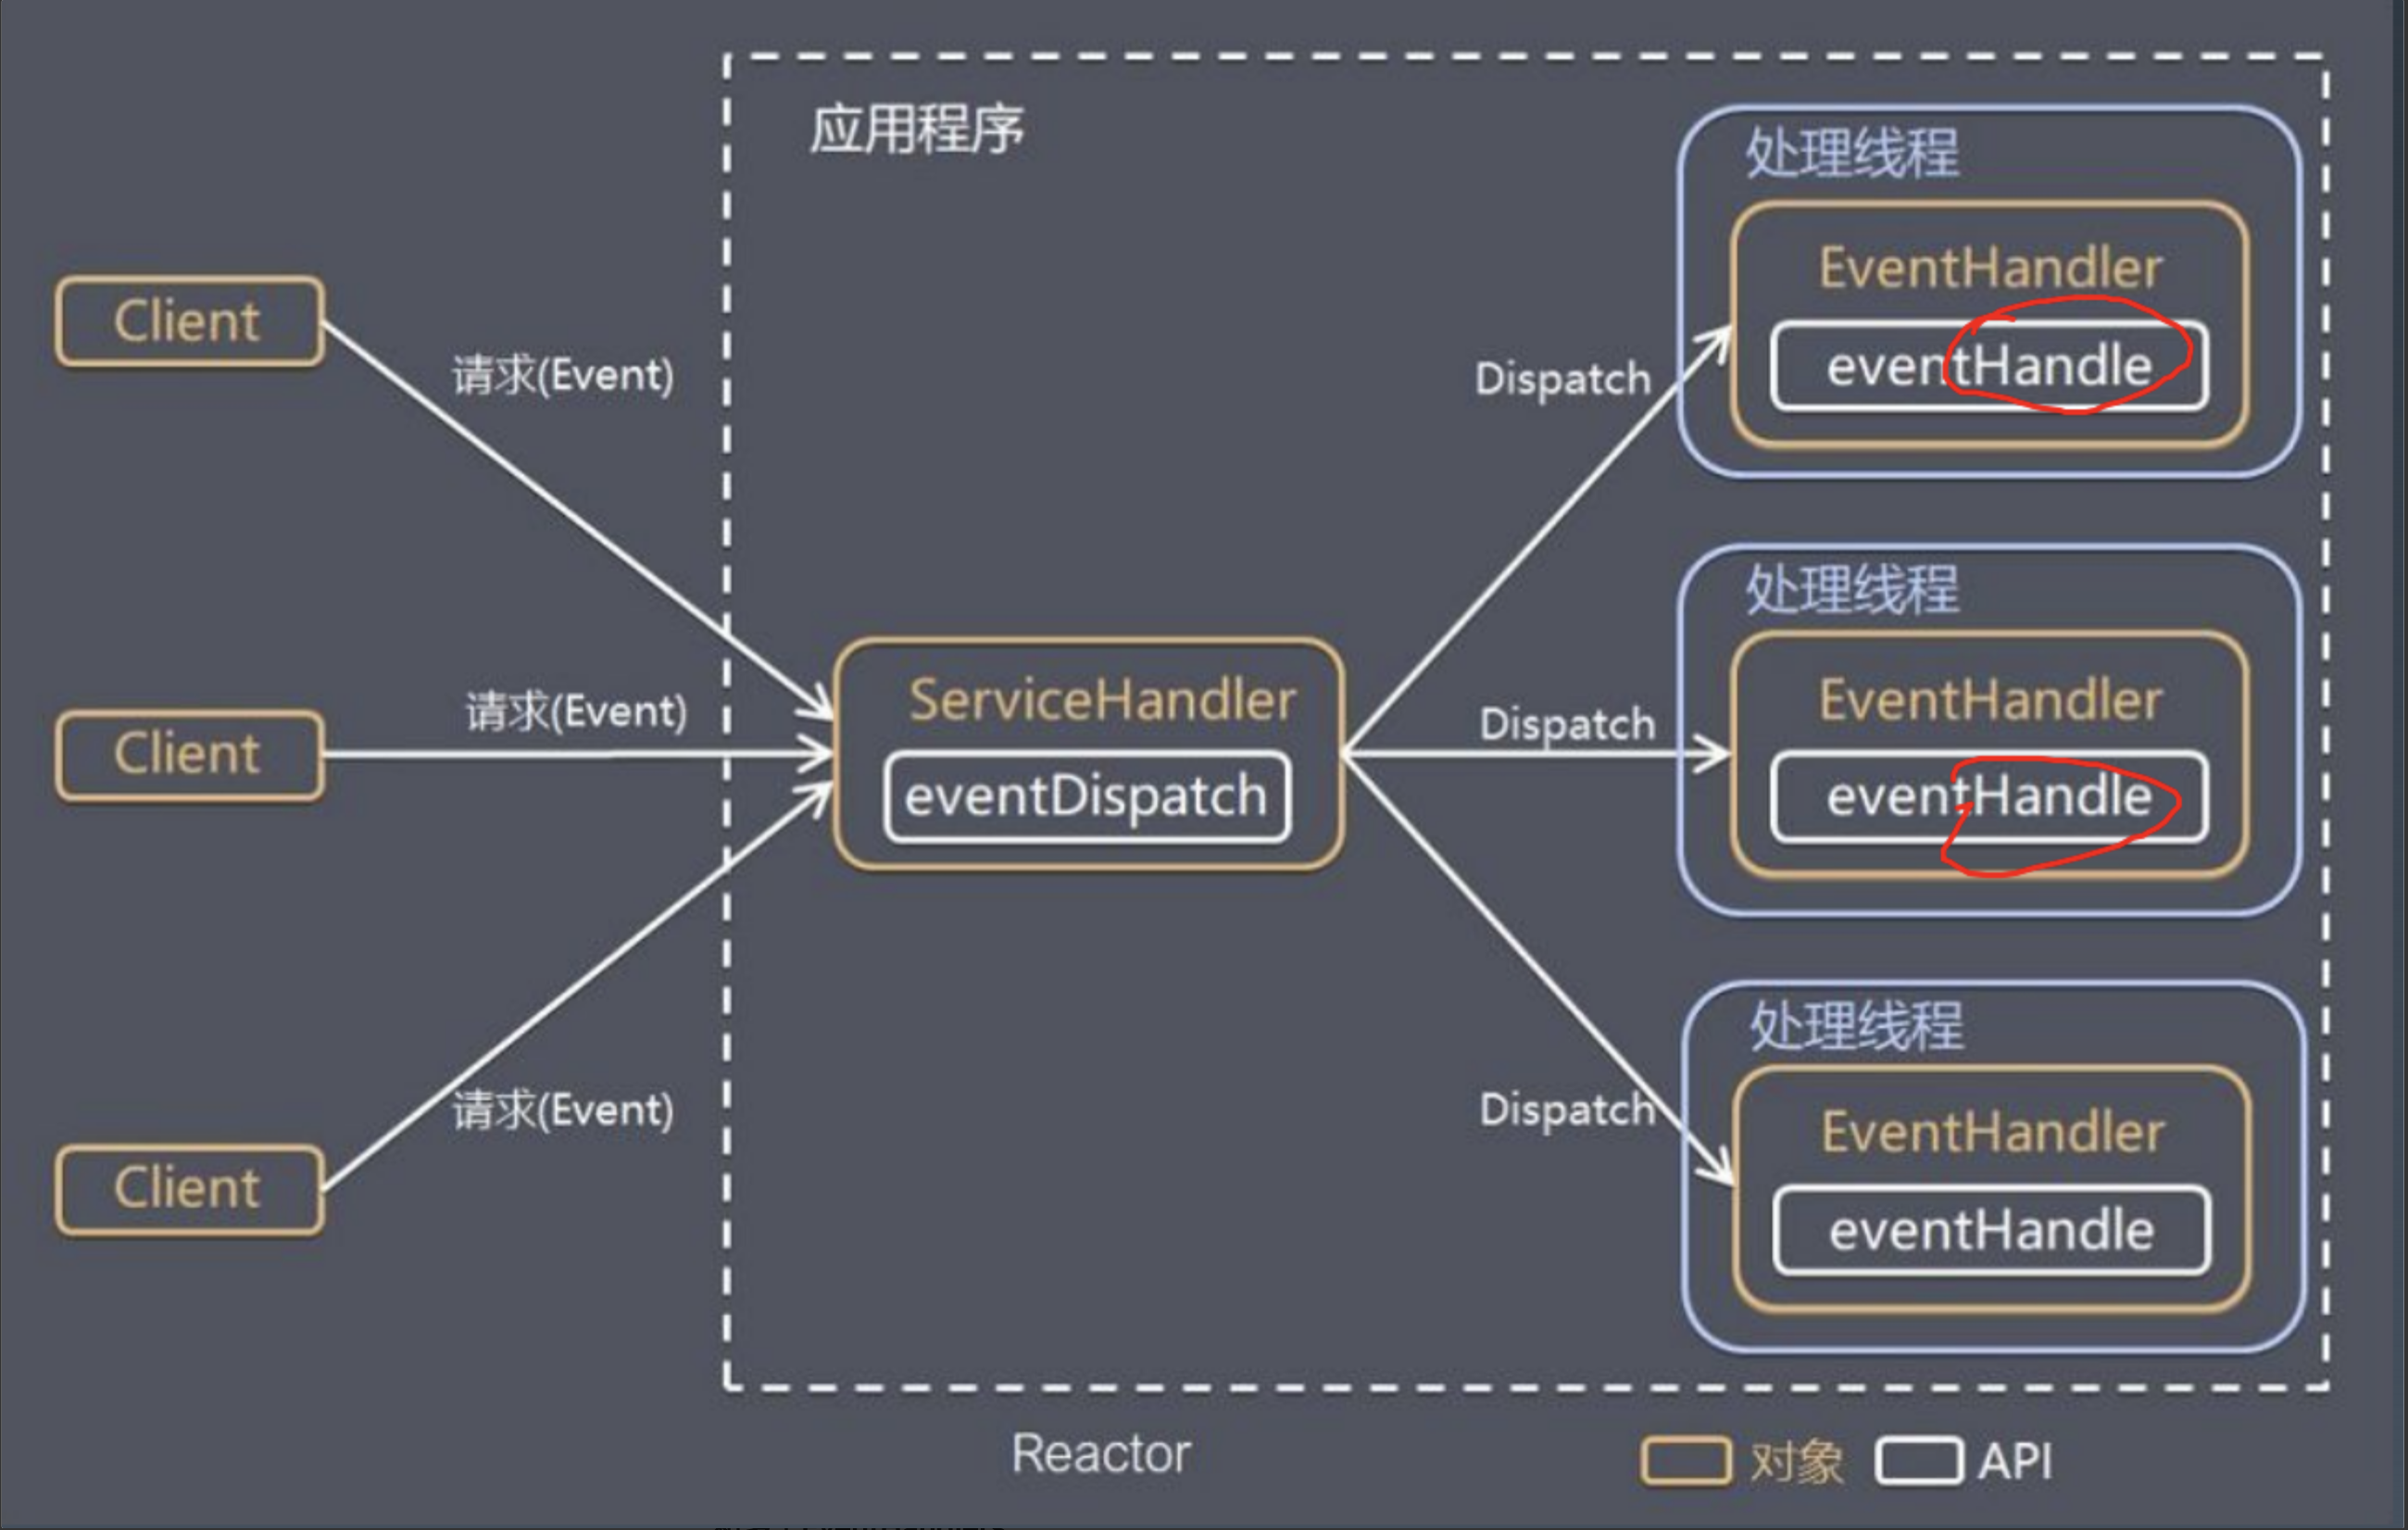 应用程序
处理线程
EventHandler
eventHandle
Client
请求(Event)
Dispatch
处理线程
Client
请求(Event)
ServiceHandler
eventDispatch
Dispatch
EventHandler
eventHandle
处理线程
Client
请求(Event)
Dispatch
EventHandler
eventHandle
Reactor
对象
API